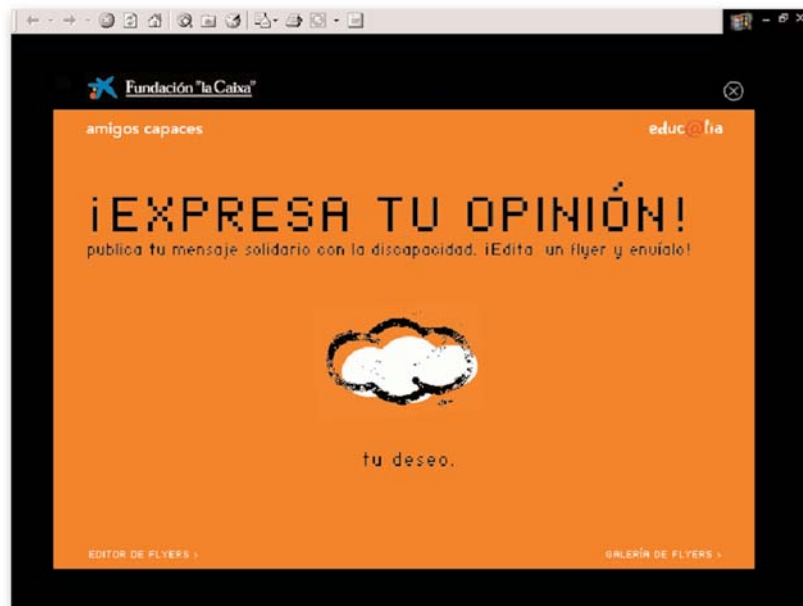 Fundación "la Caixa"
amigos capaces
educ@lia
¡EXPRESA TU OPINIÓN!
publica tu mensaje solidario con la discapacidad. ¡Edita un flyer y envíalo!
tu deseo.
EDITOR DE FLYERS >
GALERÍA DE FLYERS >